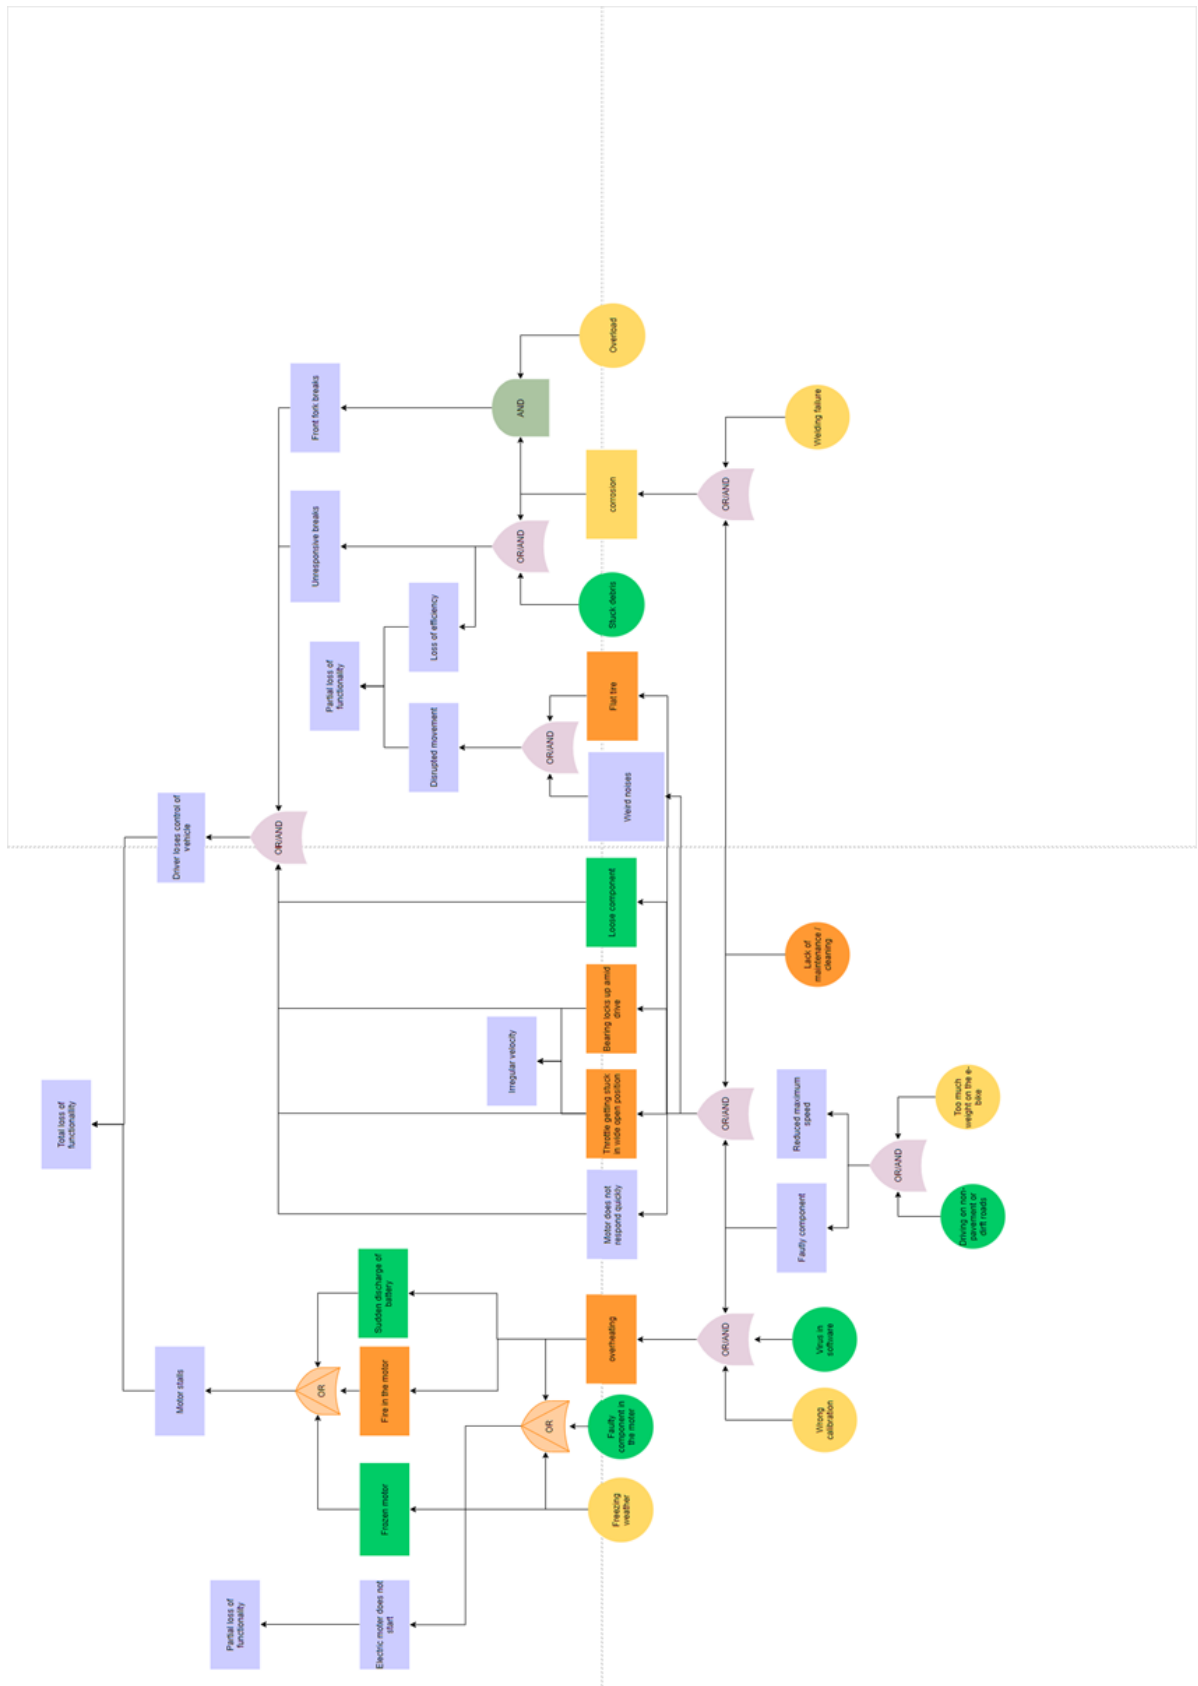 Total loss of
functionality
Motor stalls
Driver loses control of
vehicle
Partial loss of
functionality
OR
OR/AND
Electric moter does not
start
Frozen motor
Fire in the motor
Sudden discharge of
battery
Partial loss of
functionality
Unresponsive breaks
Front fork breaks
Disrupted movement
Loss of efficiency
Irregular velocity
OR
OR/AND
OR/AND
AND
Freezing
weather
Faulty
component in
the moter
overheating
Motor does not
respond quickly
Throttle getting stuck
in wide open position
Bearing locks up amid
drive
Loose component
Weird noises
Flat tire
Stuck debris
corrosion
Overload
OR/AND
OR/AND
OR/AND
Wrong
calibration
Virus in
software
Faulty component
Reduced maximum
speed
Lack of
maintenance /
cleaning
Welding failure
OR/AND
Driving on non-
pavement or
dirft roads
Too much
weight on the e-
bike